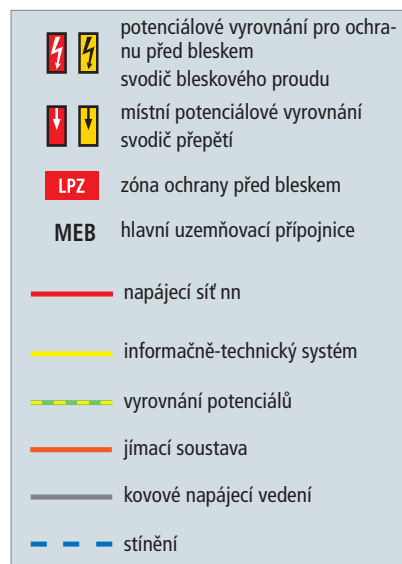 potenciálové vyrovnání pro ochra-
nu před bleskem
svodič bleskového proudu
místní potenciálové vyrovnání
svodič přepětí
LPZ zóna ochrany před bleskem
MEB hlavní uzemňovací přípojnice
napájecí síť nn
informačně-technický systém
vyrovnání potenciálů
jímací soustava
kovové napájecí vedení
stínění